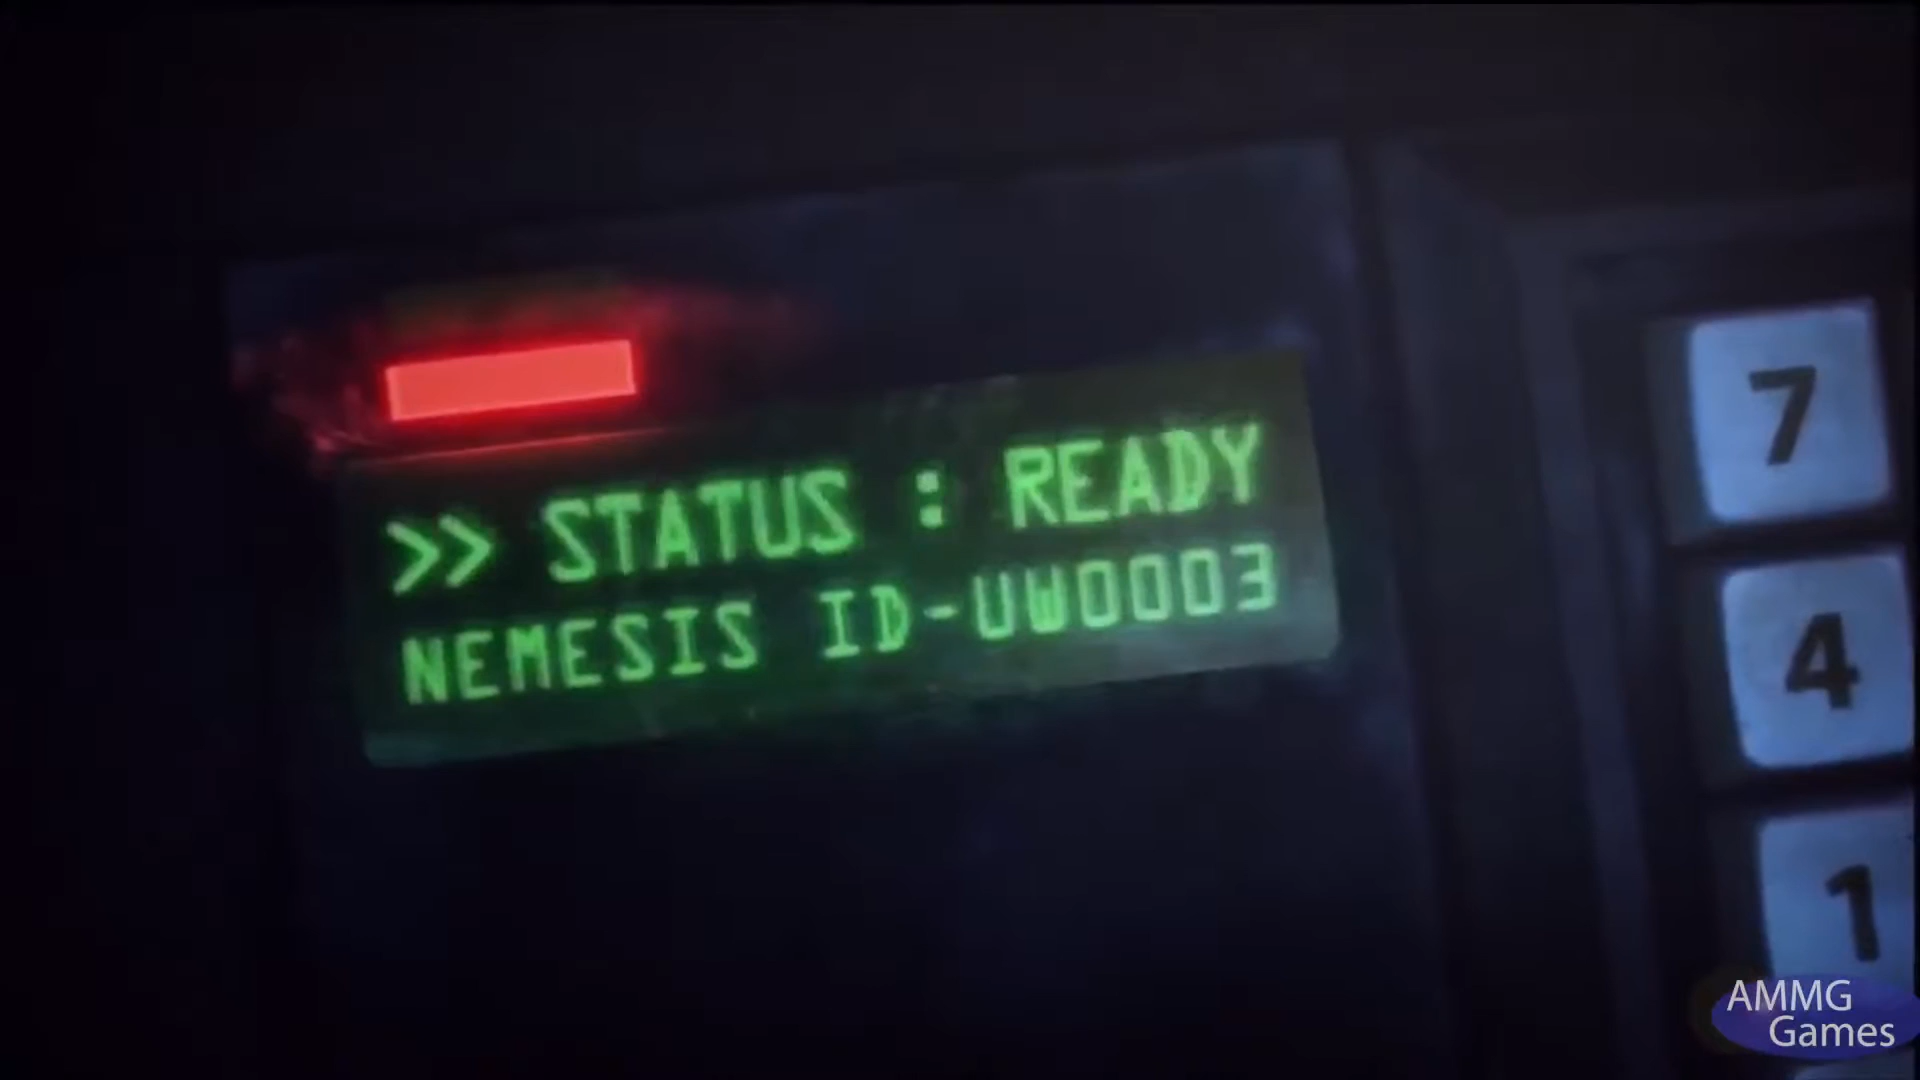 >> STATUS : READY
NEMESIS ID-UW0003
7
4
1
AMMG
Games